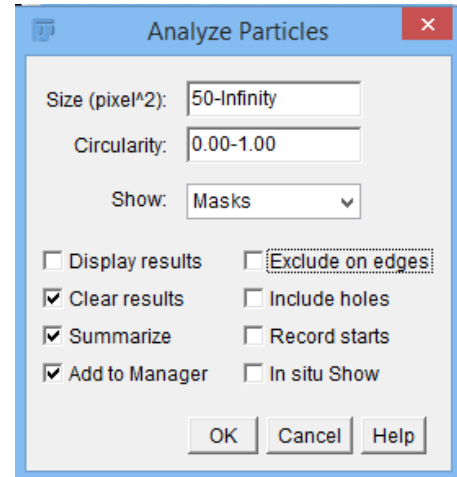 Analyze Particles
Size (pixel^2): 50-Infinity
Circularity: 0.00-1.00
Show: Masks
Display results Exclude on edges
Clear results Include holes
Summarize Record starts
Add to Manager In situ Show
OK Cancel Help